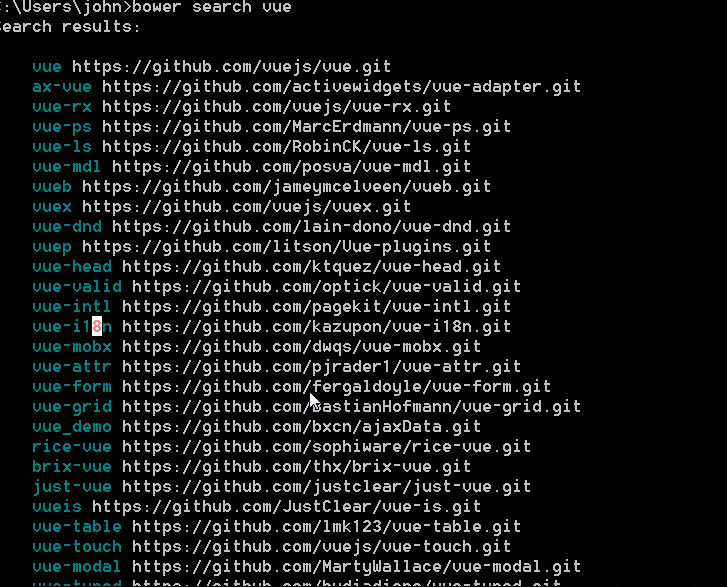 :\Users\john>bower search vue
earch results:
vue https://github.com/vuejs/vue.git
ax-vue https://github.com/activewidgets/vue-adapter.git
vue-rx https://github.com/vuejs/vue-rx.git
vue-ps https://github.com/MarcErdmann/vue-ps.git
vue-ls https://github.com/RobinCK/vue-ls.git
vue-mdl https://github.com/posva/vue-mdl.git
vueb https://github.com/jameymcelveen/vueb.git
vuex https://github.com/vuejs/vuex.git
vue-dnd https://github.com/lain-dono/vue-dnd.git
vuep https://github.com/litson/Vue-plugins.git
vue-head https://github.com/ktquez/vue-head.git
vue-valid https://github.com/optick/vue-valid.git
vue-intl https://github.com/pagekit/vue-intl.git
vue-i18n https://github.com/kazupon/vue-i18n.git
vue-mobx https://github.com/dwqs/vue-mobx.git
vue-attr https://github.com/pjrader1/vue-attr.git
vue-form https://github.com/fergaldoyle/vue-form.git
vue-grid https://github.com/BastianHofmann/vue-grid.git
vue_demo https://github.com/bxcn/ajaxData.git
rice-vue https://github.com/sophiware/rice-vue.git
brix-vue https://github.com/thx/brix-vue.git
just-vue https://github.com/justclear/just-vue.git
vueis https://github.com/JustClear/vue-is.git
vue-table https://github.com/lmk123/vue-table.git
vue-touch https://github.com/vuejs/vue-touch.git
vue-modal https://github.com/MartyWallace/vue-modal.git